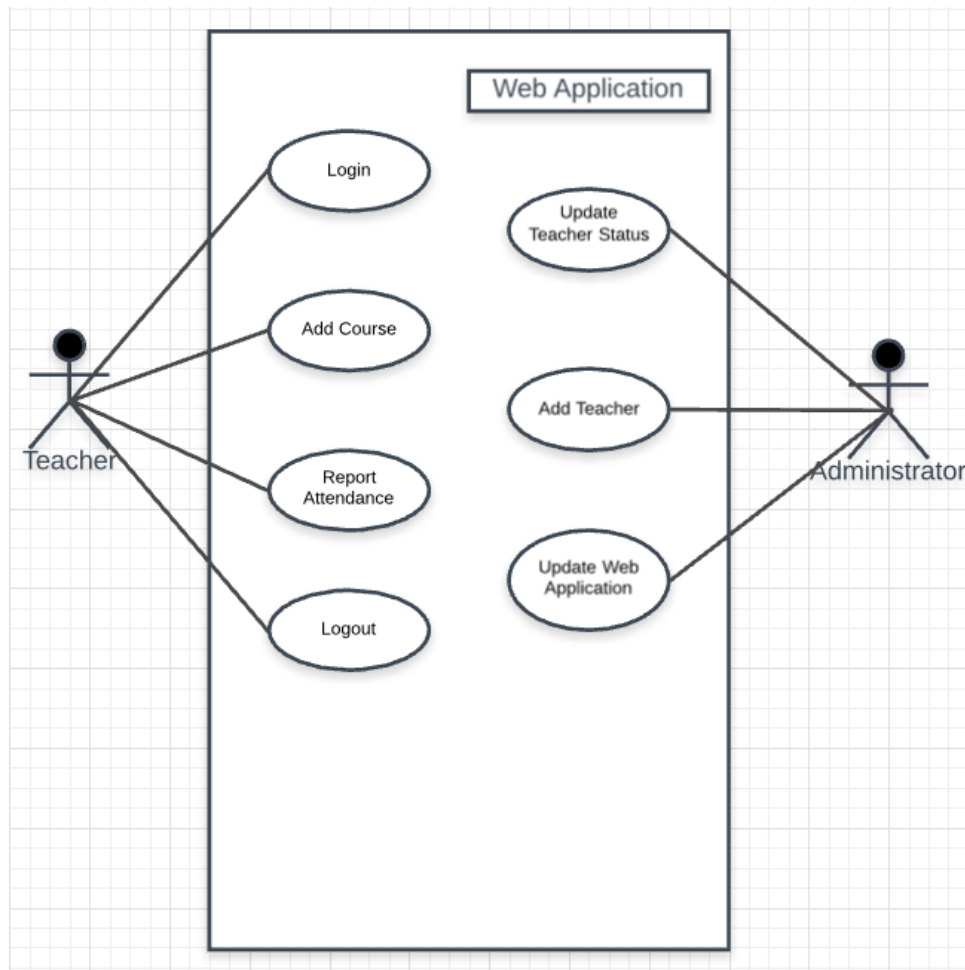 Web Application
Login
Update
Teacher Status
Add Course
Add Teacher
Teacher
Administrator
Report
Attendance
Update Web
Application
Logout